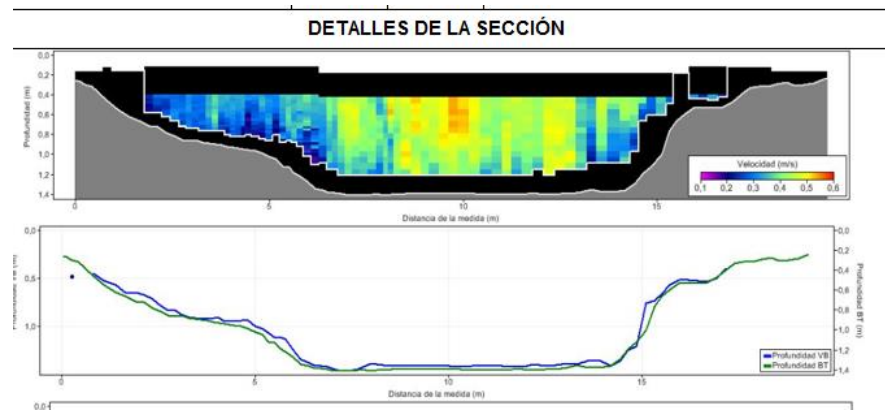 DETALLES DE LA SECCIÓN
0,0
0,2
0,4
0,6
0,8
1,0
1,2
1,4
Profundidad (m)
Velocidad (m/s)
0,1 0,2 0,3 0,4 0,5 0,6
0 5 10 15
Distancia de la medida (m)
0,0
0,5
1,0
0,0
0,2
0,4
0,6
0,8
1,0
1,2
1,4
Profundidad BT (m)
Profundidad VB
Profundidad BT
0 5 10 15
Distancia de la medida (m)
0,0